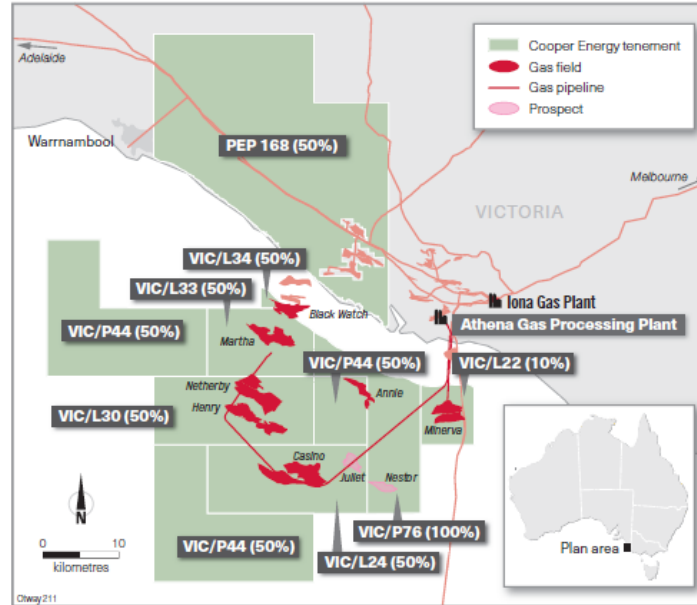 Adelaide
Cooper Energy tenement
Gas field
Gas pipeline
Prospect
Warrnambool
PEP 168 (50%)
Melbourne
VICTORIA
VIC/L34 (50%)
VIC/L33 (50%)
Iona Gas Plant
Black Watch
Athena Gas Processing Plant
VIC/P44 (50%)
Martha
VIC/P44 (50%)
VIC/L22 (10%)
Netherby
Annie
VIC/L30 (50%)
Henry
Minerva
Casino
Juliet
Nestor
N
VIC/P76 (100%)
0 10
kilometres
VIC/P44 (50%)
VIC/L24 (50%)
Plan area
Otway 211